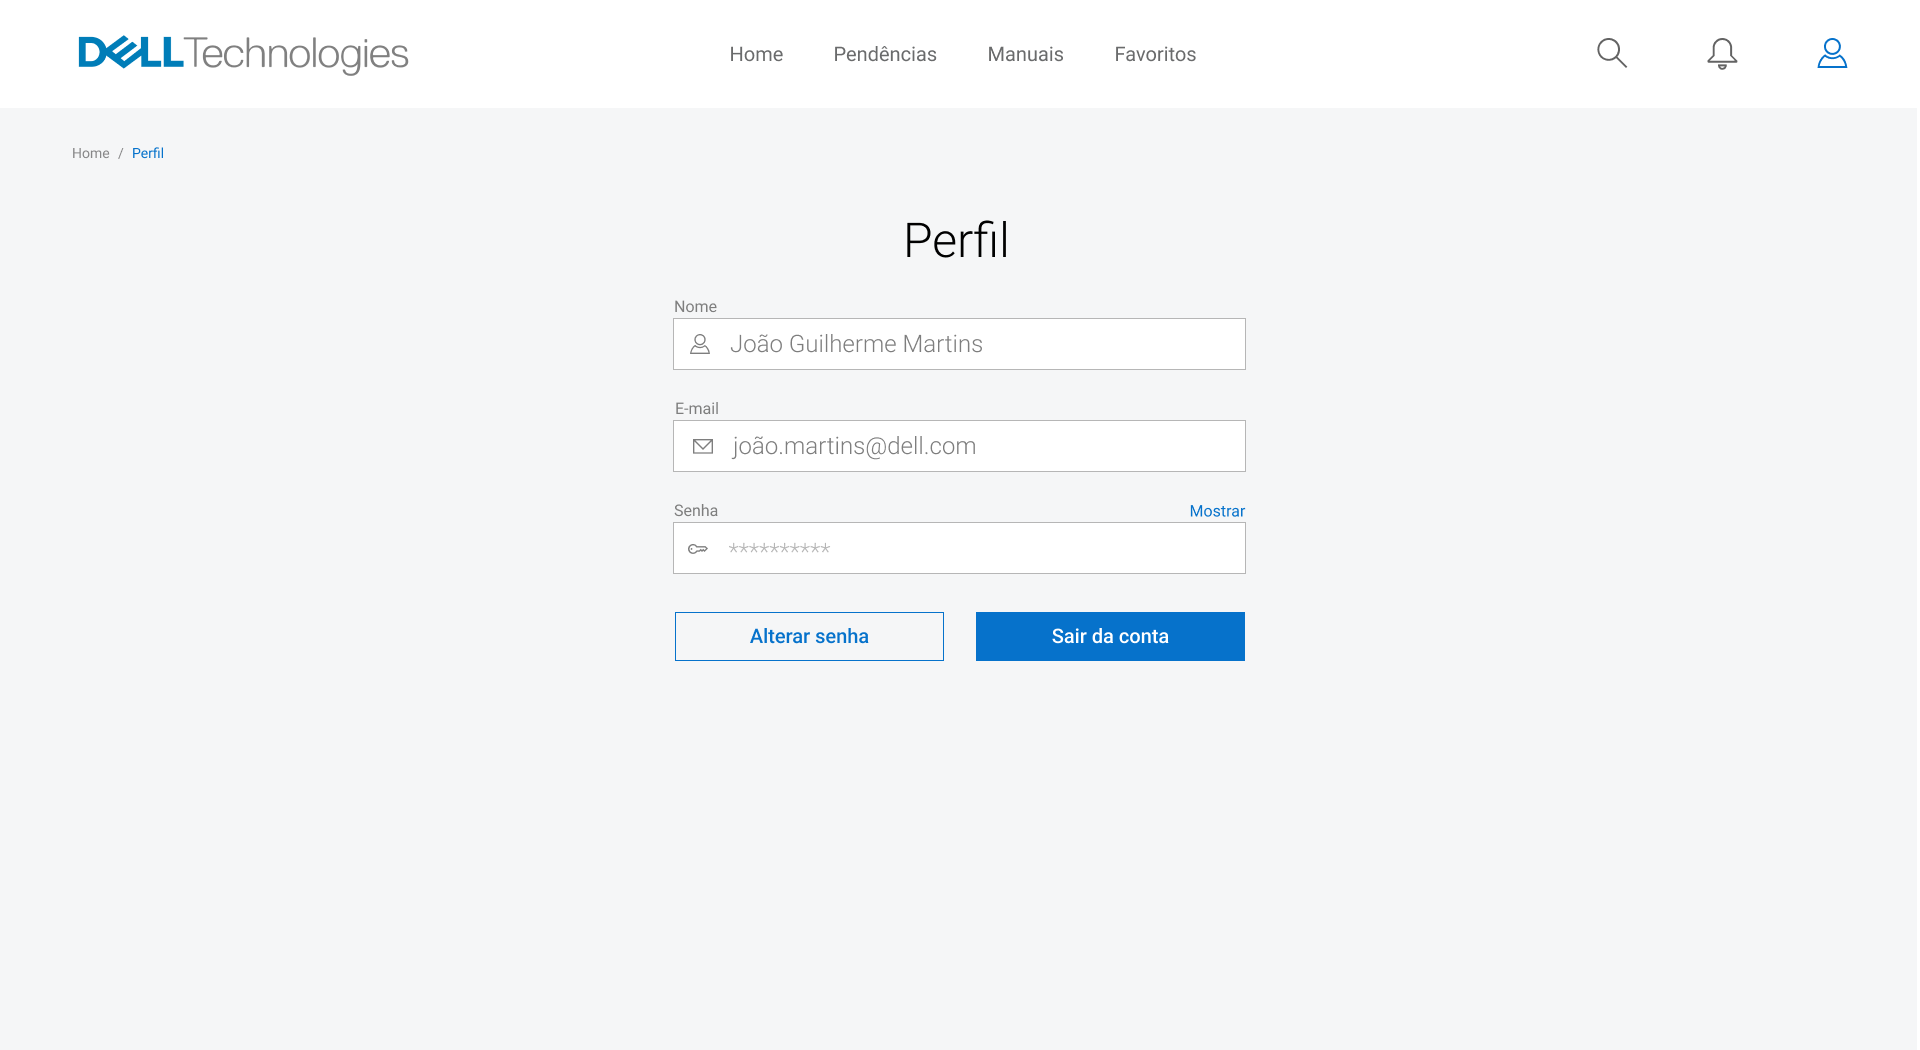 DELL Technologies
Home Pendências Manuais Favoritos
Home / Perfil
Perfil
Nome
João Guilherme Martins
E-mail
joão.martins@dell.com
Senha Mostrar
**********
Alterar senha Sair da conta